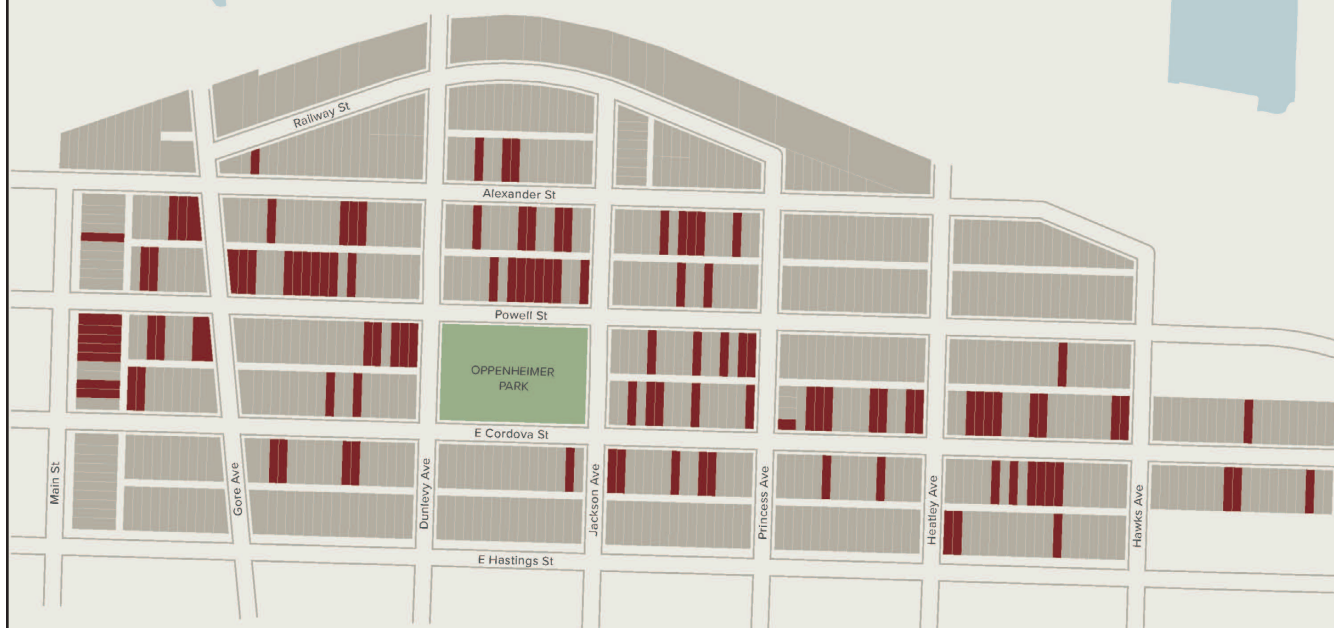 Railway St
Alexander St
Powell St
OPPENHEIMER
PARK
E Cordova St
Main St
Gore Ave
Dunlevy Ave
Jackson Ave
Princess Ave
Heatley Ave
Hawks Ave
E Hastings St